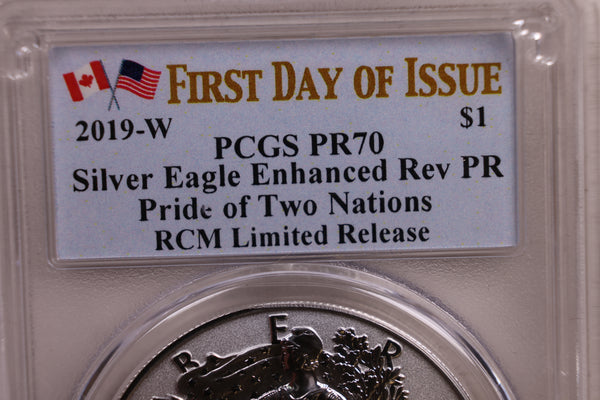 FIRST DAY OF ISSUE
2019-W $1
PCGS PR70
Silver Eagle Enhanced Rev PR
Pride of Two Nations
RCM Limited Release
B E R